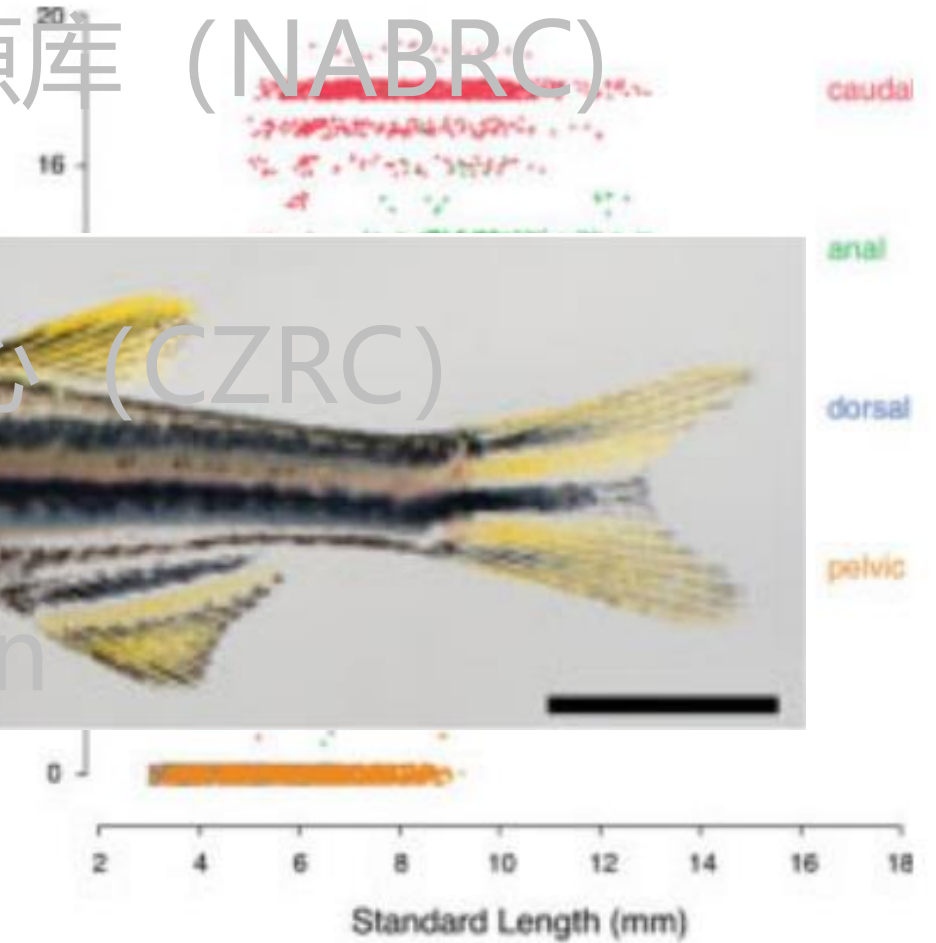 20
库（NABRC）
caudal
16
anal
心（CZRC）
dorsal
pelvic
n
0
2 4 6 8 10 12 14 16 18
Standard Length (mm)